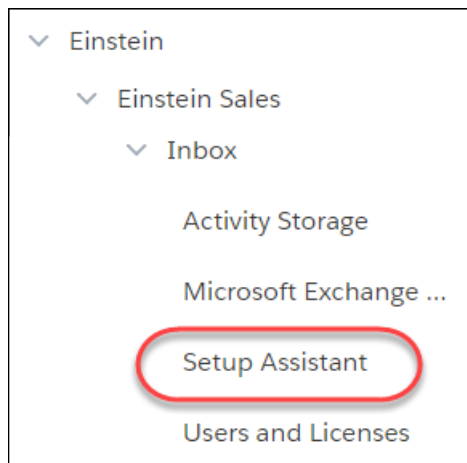 Einstein
Einstein Sales
Inbox
Activity Storage
Microsoft Exchange ...
Setup Assistant
Users and Licenses